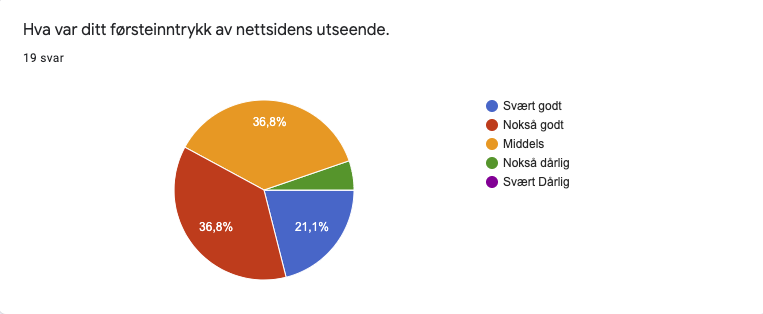 Hva var ditt førsteinntrykk av nettsidens utseende.
19 svar
36,8%
36,8%
21,1%
Svært godt
Nokså godt
Middels
Nokså dårlig
Svært Dårlig